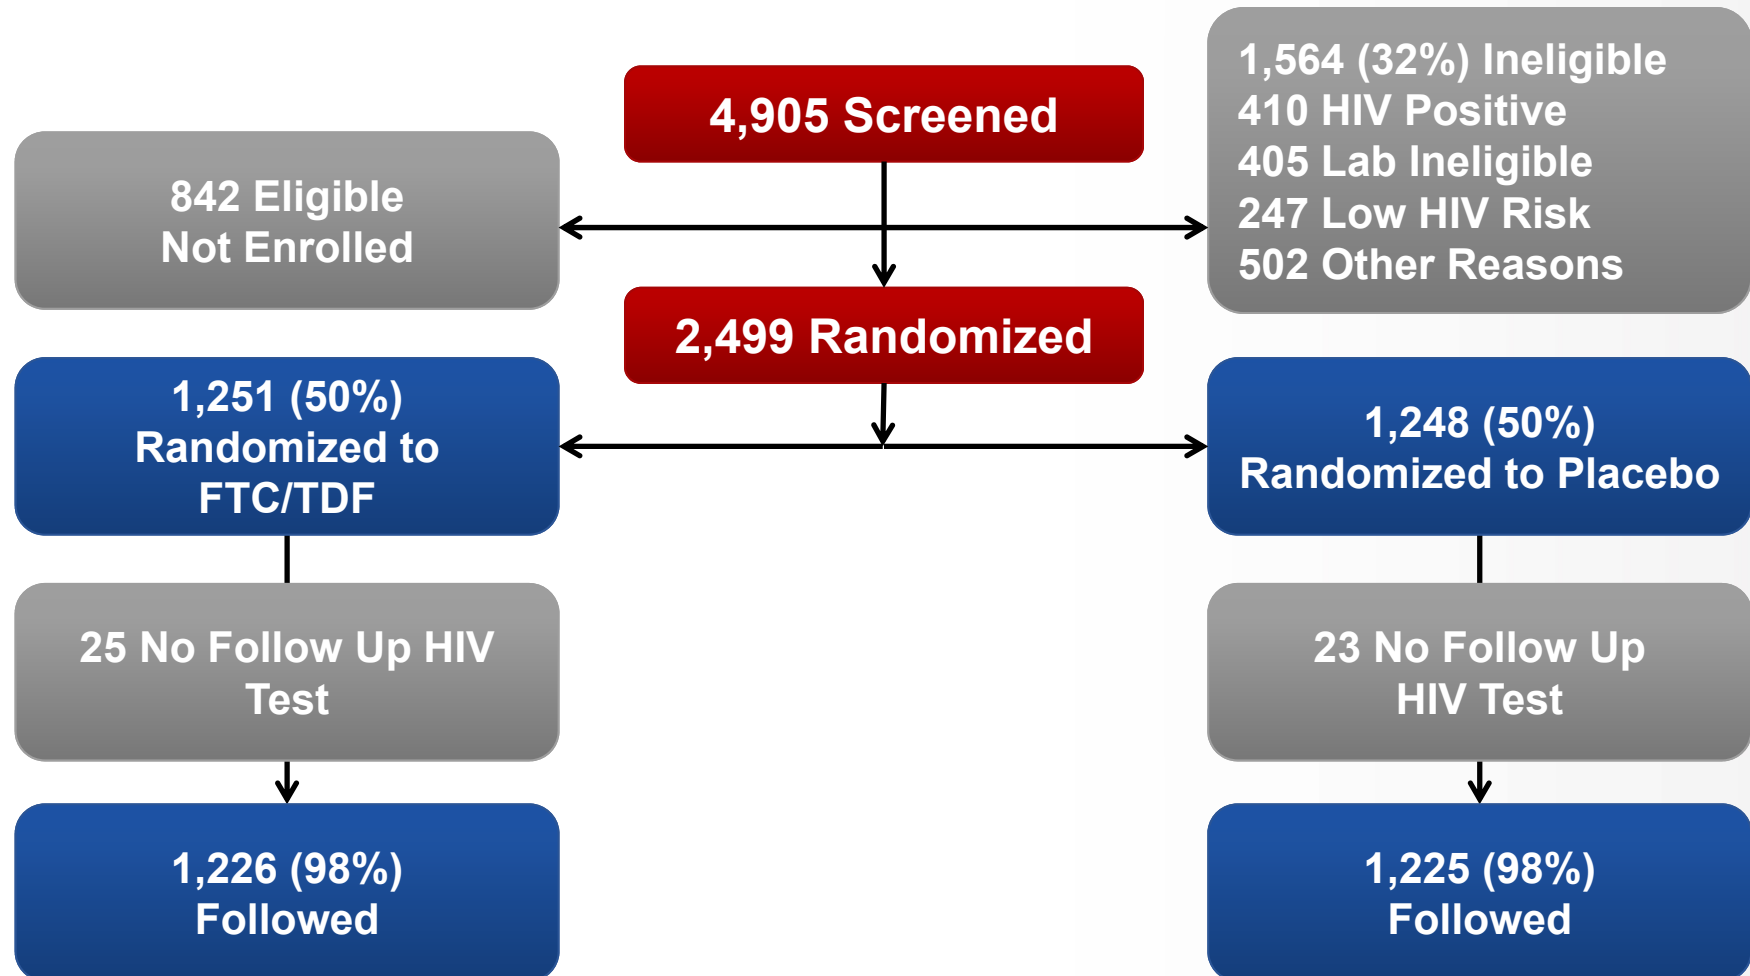 4,905 Screened
1,564 (32%) Ineligible
410 HIV Positive
405 Lab Ineligible
247 Low HIV Risk
502 Other Reasons
842 Eligible
Not Enrolled
2,499 Randomized
1,251 (50%)
Randomized to
FTC/TDF
1,248 (50%)
Randomized to Placebo
25 No Follow Up HIV
Test
23 No Follow Up
HIV Test
1,226 (98%)
Followed
1,225 (98%)
Followed